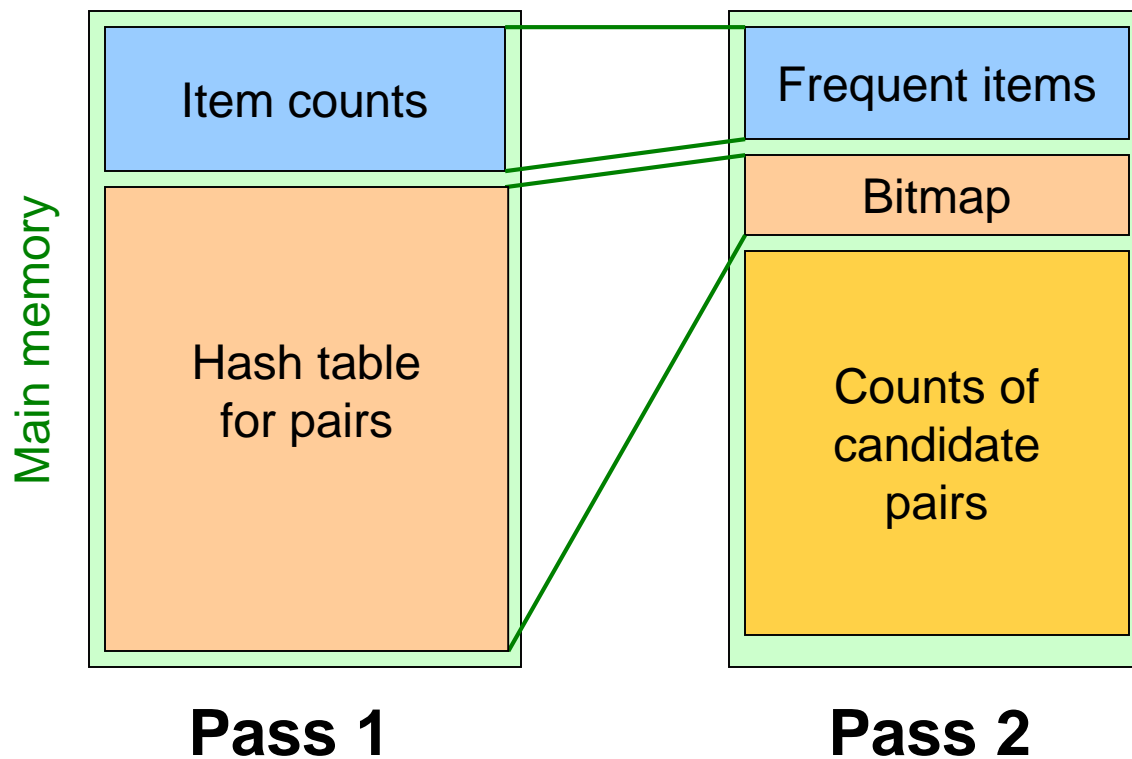 Main memory
Item counts
Hash table
for pairs
Pass 1
Frequent items
Bitmap
Counts of
candidate
pairs
Pass 2